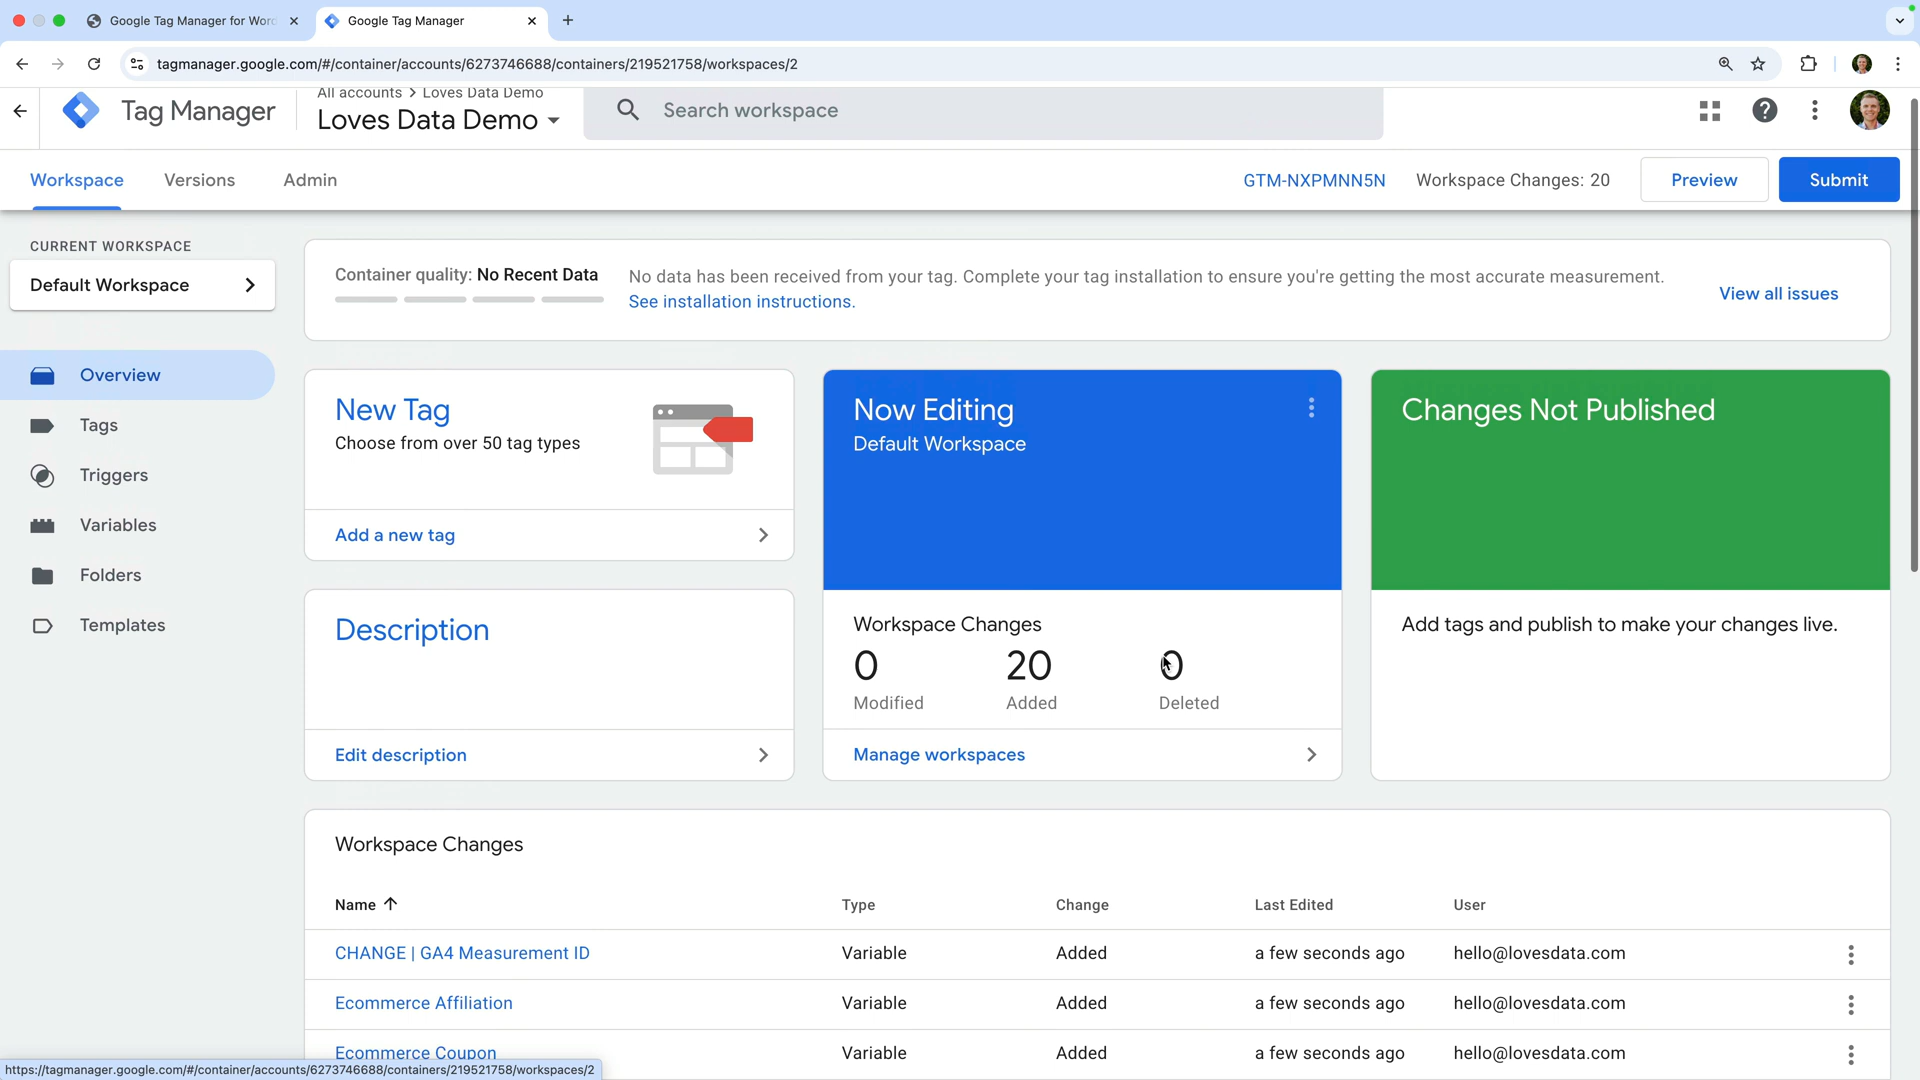 Google Tag Manager for Word
Google Tag Manager
tagmanager.google.com/#/container/accounts/6273746688/containers/219521758/workspaces/2
Tag Manager
All accounts > Loves Data Demo
Loves Data Demo
Search workspace
Workspace
Versions
Admin
GTM-NXPMNN5N
Workspace Changes: 20
Preview
Submit
CURRENT WORKSPACE
Default Workspace
Overview
Tags
Triggers
Variables
Folders
Templates
Container quality: No Recent Data
No data has been received from your tag. Complete your tag installation to ensure you're getting the most accurate measurement.
See installation instructions.
View all issues
New Tag
Choose from over 50 tag types
Add a new tag
Description
Edit description
Now Editing
Default Workspace
Workspace Changes
0 20 0
Modified Added Deleted
Manage workspaces
Changes Not Published
Add tags and publish to make your changes live.
Workspace Changes
Name Type Change Last Edited User
CHANGE | GA4 Measurement ID Variable Added a few seconds ago hello@lovesdata.com
Ecommerce Affiliation Variable Added a few seconds ago hello@lovesdata.com
Ecommerce Coupon Variable Added a few seconds ago hello@lovesdata.com
https://tagmanager.google.com/#/container/accounts/6273746688/containers/219521758/workspaces/2